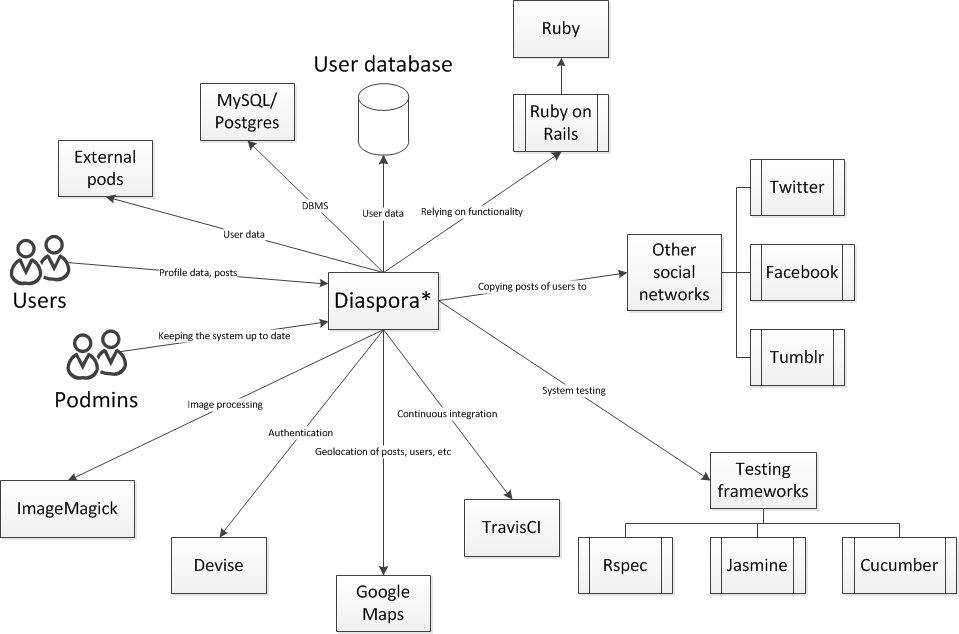 Ruby
User database
MySQL/
Postgres
Ruby on
Rails
External
pods
Twitter
DBMS
User data
Relying on functionality
User data
Other
social
networks
Users
Profile data, posts
Facebook
Diaspora*
Copying posts of users to
Podmins
Keeping the system up to date
Tumblr
Image processing
Continuous integration
System testing
Authentication
Geolocation of posts, users, etc
ImageMagick
Testing
frameworks
TravisCI
Devise
Google
Maps
Rspec
Jasmine
Cucumber